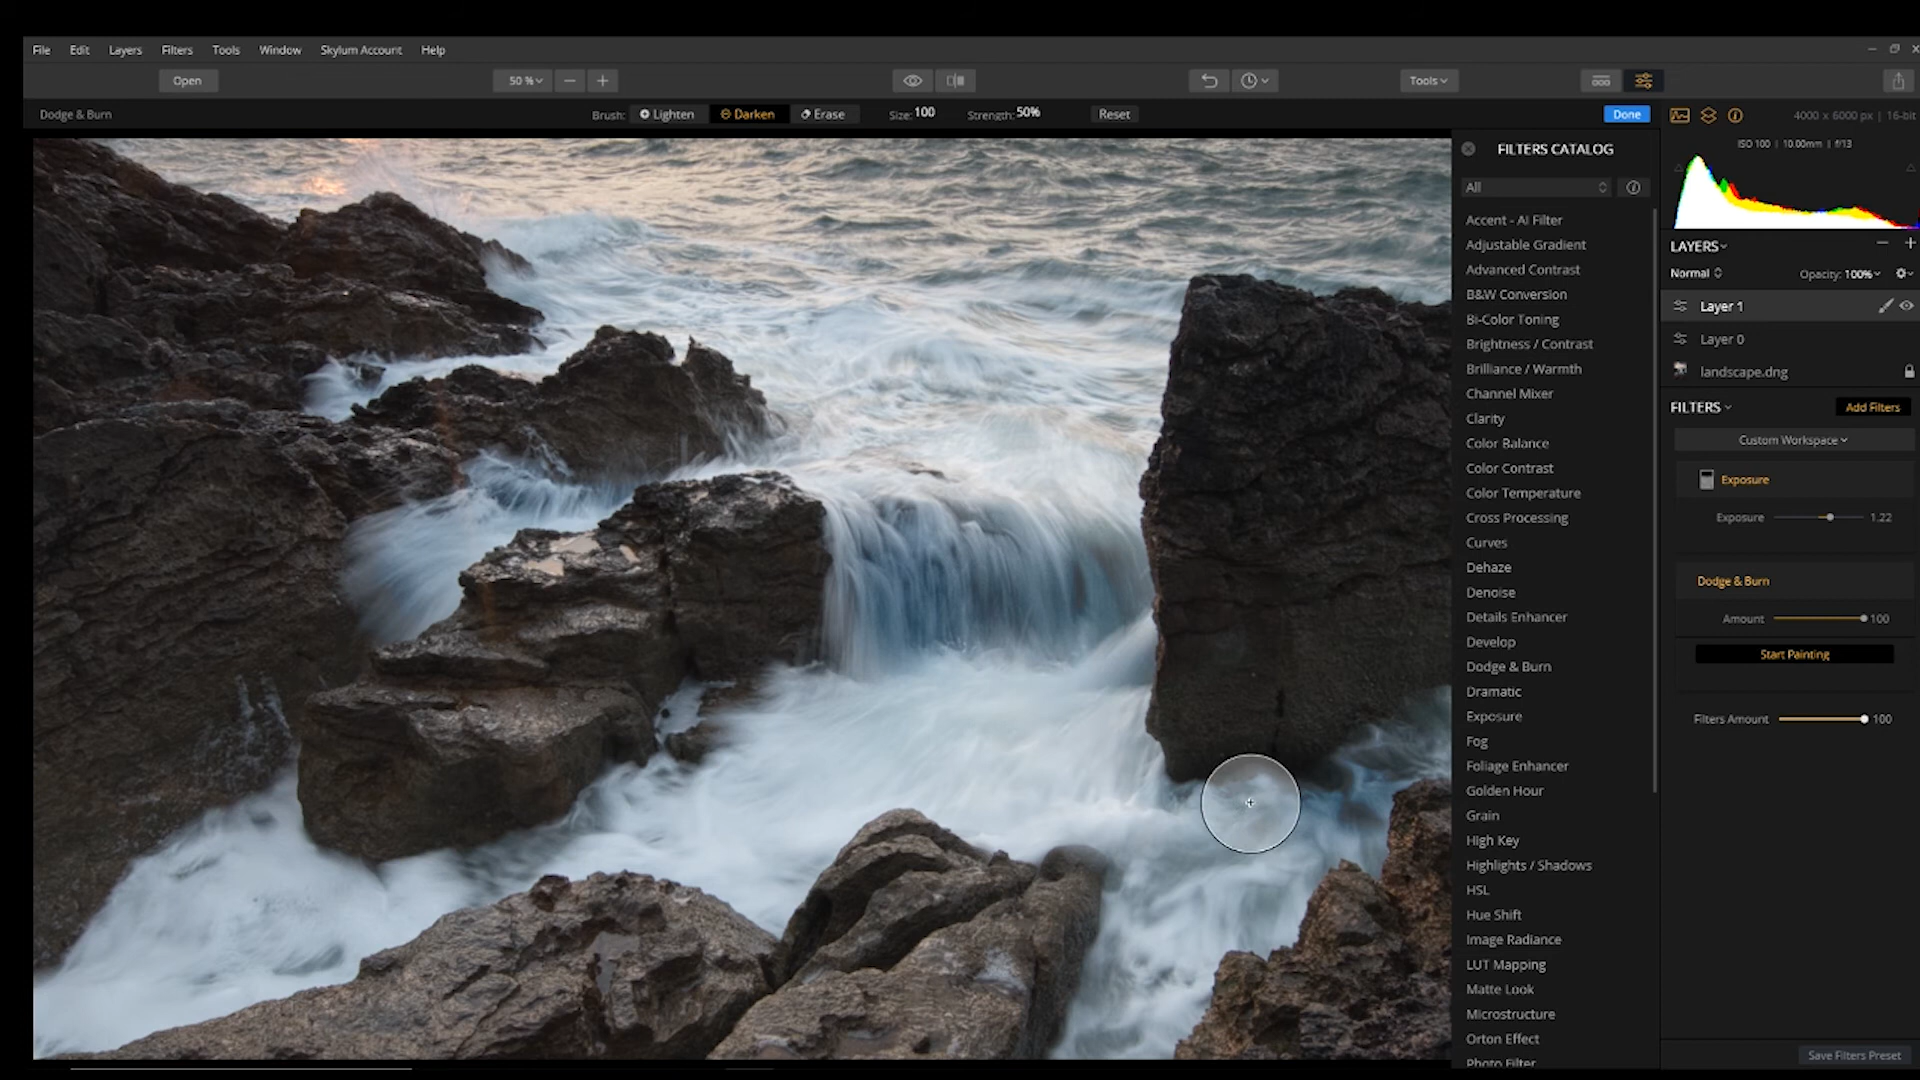 File Edit Layers Filters Tools Window Skylum Account Help
Open 50 % Tools
Dodge & Burn Brush: Lighten Darken Erase Size: 100 Strength: 50% Reset Done 4000 x 6000 px | 16-bit
ISO 100 | 10.00mm | f/13
FILTERS CATALOG
All
Accent - AI Filter
Adjustable Gradient
Advanced Contrast
B&W Conversion
Bi-Color Toning
Brightness / Contrast
Brilliance / Warmth
Channel Mixer
Clarity
Color Balance
Color Contrast
Color Temperature
Cross Processing
Curves
Dehaze
Denoise
Details Enhancer
Develop
Dodge & Burn
Dramatic
Exposure
Fog
Foliage Enhancer
Golden Hour
Grain
High Key
Highlights / Shadows
HSL
Hue Shift
Image Radiance
LUT Mapping
Matte Look
Microstructure
Orton Effect
Photo Filter
LAYERS
Normal Opacity: 100%
Layer 1
Layer 0
landscape.dng
FILTERS Add Filters
Custom Workspace
Exposure
Exposure 1.22
Dodge & Burn
Amount 100
Start Painting
Filters Amount 100
Save Filters Preset